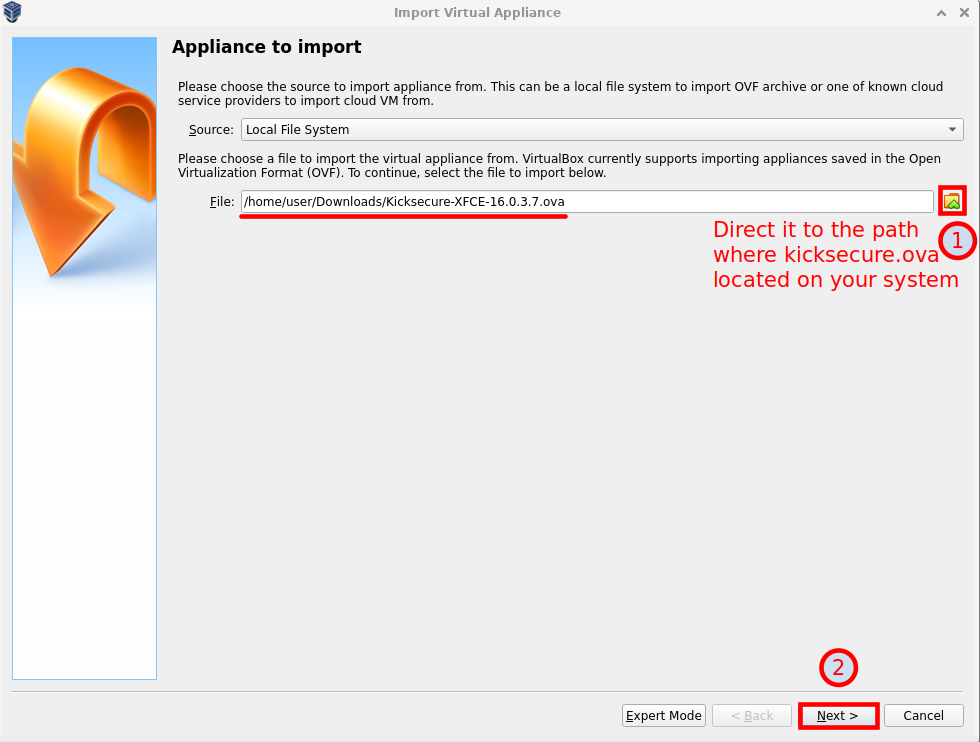 Import Virtual Appliance
Appliance to import
Please choose the source to import appliance from. This can be a local file system to import OVF archive or one of known cloud
service providers to import cloud VM from.
Source: Local File System
Please choose a file to import the virtual appliance from. VirtualBox currently supports importing appliances saved in the Open
Virtualization Format (OVF). To continue, select the file to import below.
File: /home/user/Downloads/Kicksecure-XFCE-16.0.3.7.ova
Direct it to the path
1
where kicksecure.ova
located on your system
2
Expert Mode < Back Next > Cancel